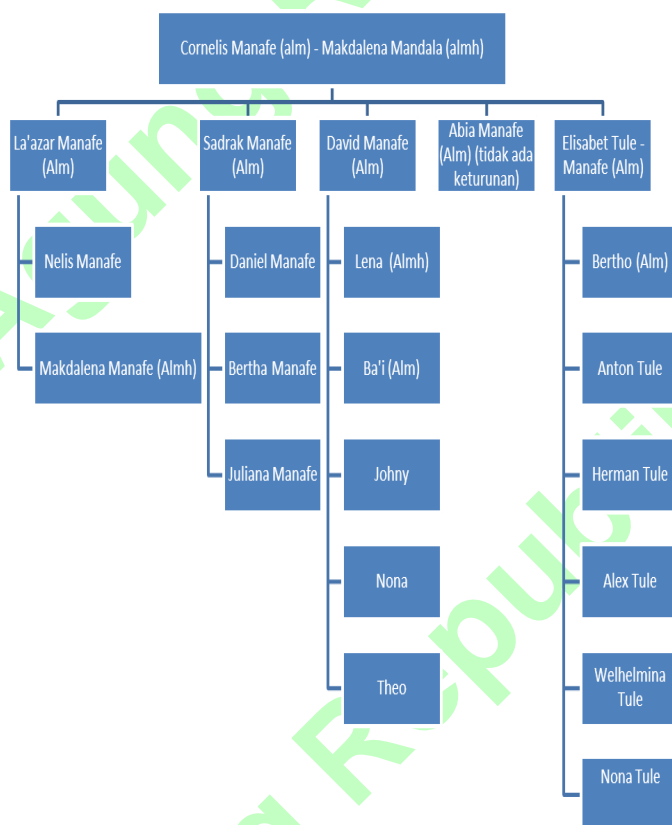 Cornelis Manafe (alm) - Makdalena Mandala (almh)
La'azar Manafe
(Alm)
Sadrak Manafe
(Alm)
David Manafe
(Alm)
Abia Manafe
(Alm) (tidak ada
keturunan)
Elisabet Tule -
Manafe (Alm)
Nelis Manafe
Makdalena Manafe (Almh)
Daniel Manafe
Bertha Manafe
Juliana Manafe
Lena (Almh)
Ba'i (Alm)
Johny
Nona
Theo
Bertho (Alm)
Anton Tule
Herman Tule
Alex Tule
Welhelmina
Tule
Nona Tule
Agung
Republi